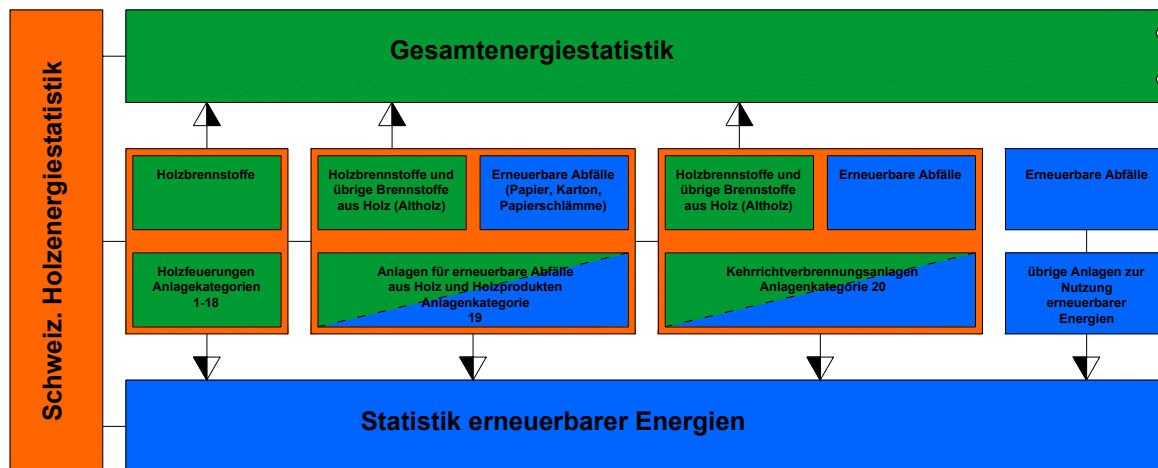 Schweiz. Holzenergiestatistik
Gesamtenergiestatistik
Holzbrennstoffe
Holzfeuerungen
Anlagekategorien
1-18
Holzbrennstoffe und
übrige Brennstoffe
aus Holz (Altholz)
Erneuerbare Abfälle
(Papier, Karton,
Papierschlämme)
Anlagen für erneuerbare Abfälle
aus Holz und Holzprodukten
Anlagenkategorie
19
Holzbrennstoffe und
übrige Brennstoffe
aus Holz (Altholz)
Erneuerbare Abfälle
Kehrrichtverbrennungsanlagen
Anlagenkategorie 20
Erneuerbare Abfälle
übrige Anlagen zur
Nutzung
erneuerbarer
Energien
Statistik erneuerbarer Energien